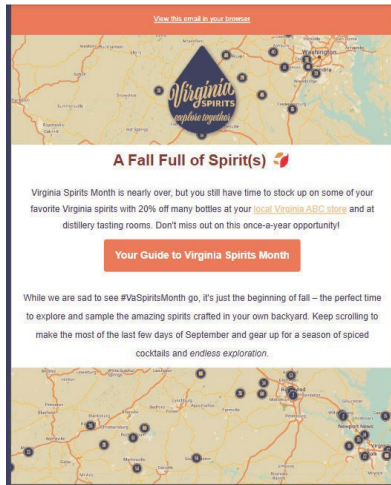 View this email in your browser
Washington
Virginia
SPIRITS
explore together
A Fall Full of Spirit(s)
Virginia Spirits Month is nearly over, but you still have time to stock up on some of your
favorite Virginia spirits with 20% off many bottles at your local Virginia ABC store and at
distillery tasting rooms. Don't miss out on this once-a-year opportunity!
Your Guide to Virginia Spirits Month
While we are sad to see #VaSpiritsMonth go, it's just the beginning of fall – the perfect time
to explore and sample the amazing spirits crafted in your own backyard. Keep scrolling to
make the most of the last few days of September and gear up for a season of spiced
cocktails and endless exploration.
Newport News